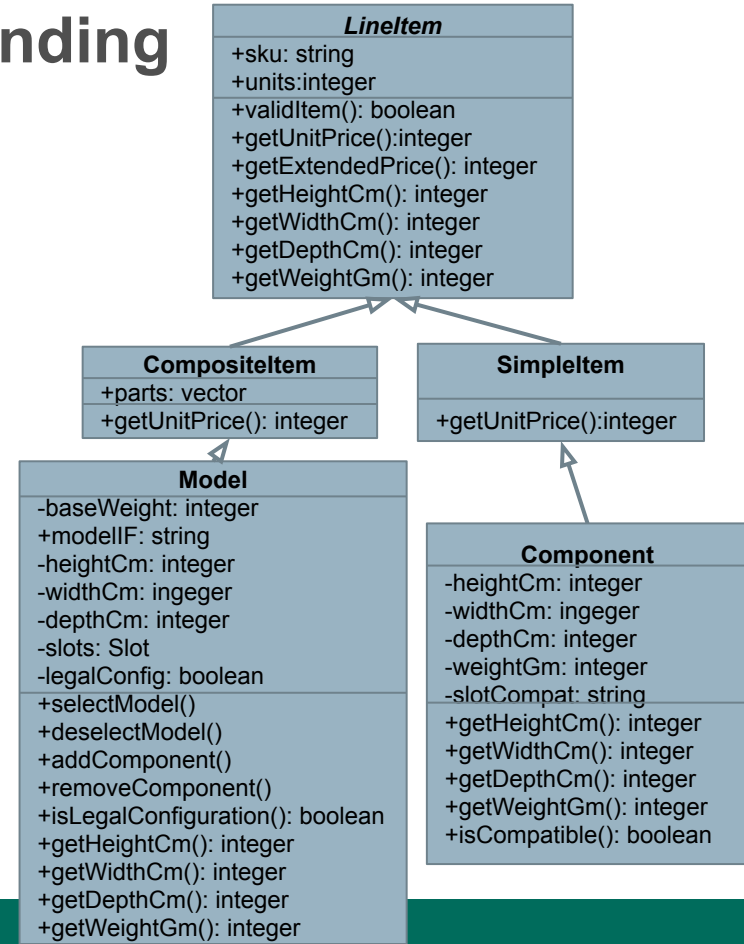 nding
LineItem
+sku: string
+units:integer
+validItem(): boolean
+getUnitPrice():integer
+getExtendedPrice(): integer
+getHeightCm(): integer
+getWidthCm(): integer
+getDepthCm(): integer
+getWeightGm(): integer
CompositeItem
+parts: vector
+getUnitPrice(): integer
SimpleItem
+getUnitPrice():integer
Model
-baseWeight: integer
+modelIF: string
-heightCm: integer
-widthCm: ingeger
-depthCm: integer
-slots: Slot
-legalConfig: boolean
+selectModel()
+deselectModel()
+addComponent()
+removeComponent()
+isLegalConfiguration(): boolean
+getHeightCm(): integer
+getWidthCm(): integer
+getDepthCm(): integer
+getWeightGm(): integer
Component
-heightCm: integer
-widthCm: ingeger
-depthCm: integer
-weightGm: integer
-slotCompat: string
+getHeightCm(): integer
+getWidthCm(): integer
+getDepthCm(): integer
+getWeightGm(): integer
+isCompatible(): boolean